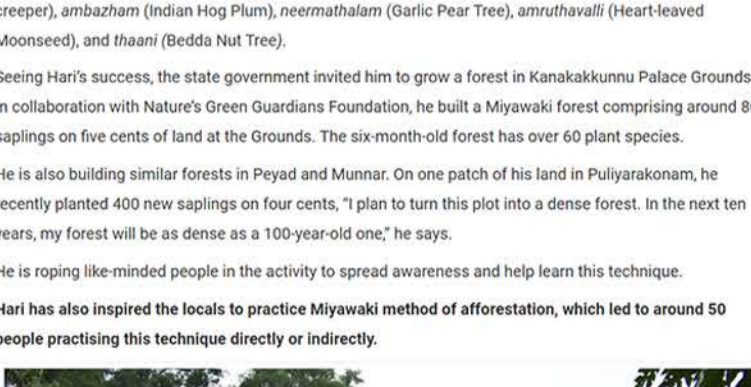 creeper), ambazham (Indian Hog Plum), neermathalam (Garlic Pear Tree), amruthavalli (Heart-leaved
Moonseed), and thaani (Bedda Nut Tree).
Seeing Hari's success, the state government invited him to grow a forest in Kanakakkunnu Palace Grounds
In collaboration with Nature's Green Guardians Foundation, he built a Miyawaki forest comprising around
saplings on five cents of land at the Grounds. The six-month-old forest has over 60 plant species.
He is also building similar forests in Peyad and Munnar. On one patch of his land in Puliyarakonam, he
recently planted 400 new saplings on four cents, "I plan to turn this plot into a dense forest. In the next ten
years, my forest will be as dense as a 100-year-old one," he says.
He is roping like-minded people in the activity to spread awareness and help learn this technique.
Hari has also inspired the locals to practice Miyawaki method of afforestation, which led to around 50
people practising this technique directly or indirectly.